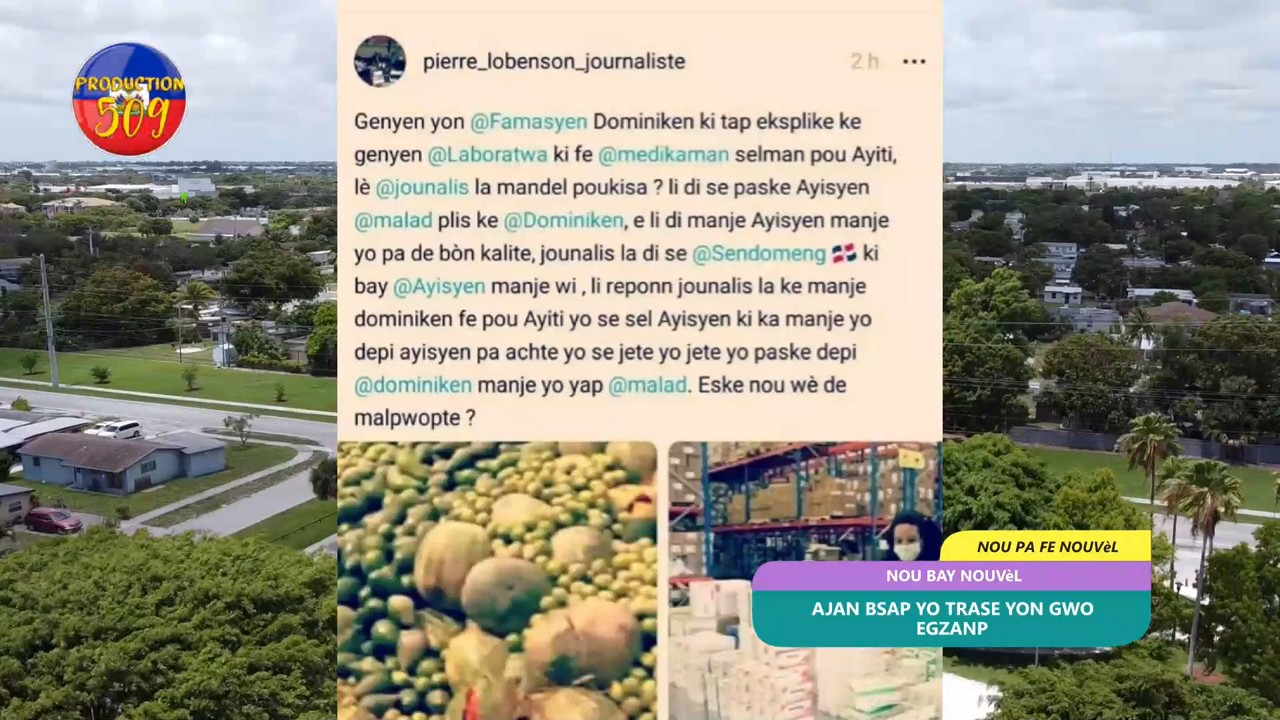 PRODUCTION
509
pierre_lobenson_journaliste
2 h
Genyen yon @Famasyen Dominiken ki tap eksplike ke
genyen @Laboratwa ki fe @medikaman selman pou Ayiti,
lè @jounalis la mandel poukisa ? li di se paske Ayisyen
@malad plis ke @Dominiken, e li di manje Ayisyen manje
yo pa de bòn kalite, jounalis la di se @Sendomeng 🇩🇴 ki
bay @Ayisyen manje wi , li reponn jounalis la ke manje
dominiken fe pou Ayiti yo se sel Ayisyen ki ka manje yo
depi ayisyen pa achte yo se jete yo jete yo paske depi
@dominiken manje yo yap @malad. Eske nou wè de
malpwopte ?
NOU PA FE NOUVèL
NOU BAY NOUVèL
AJAN BSAP YO TRASE YON GWO
EGZANP